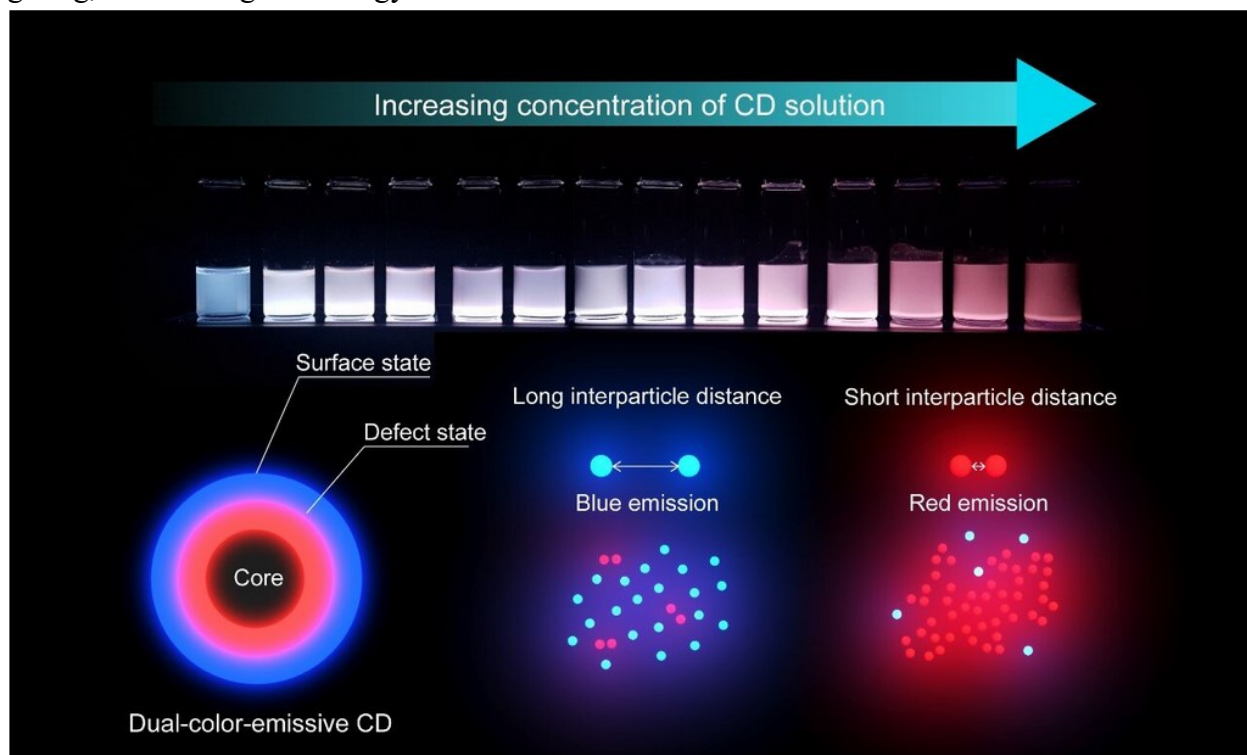 Increasing concentration of CD solution
Surface state
Defect state
Core
Dual-color-emissive CD
Long interparticle distance
Blue emission
Short interparticle distance
Red emission